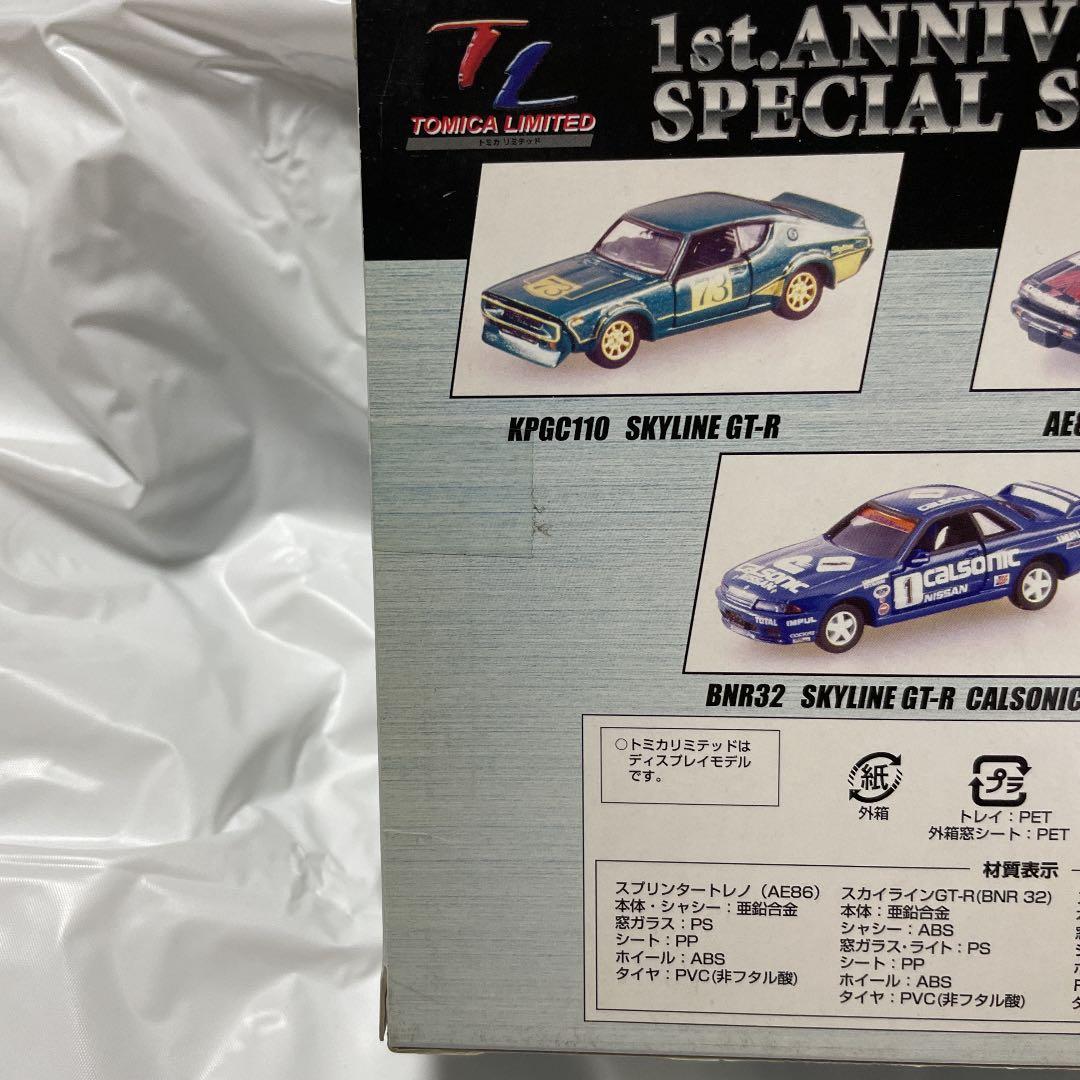 TL
TOMICA LIMITED
トミカ リミテッド
1st.ANNIV
SPECIAL S
73
73
KPGC110 SKYLINE GT-R
AE8
CALSONIC
CALSONIC
NISSAN
1
CALSONIC
NISSAN
TOTAL IMPUL
IMPUL
BNR32 SKYLINE GT-R CALSONIC
○トミカリミテッドは
ディスプレイモデル
です。
紙
外箱
プラ
トレイ：PET
外箱窓シート：PET
材質表示
スプリンタートレノ（AE86）
本体・シャシー：亜鉛合金
窓ガラス：PS
シート：PP
ホイール：ABS
タイヤ：PVC(非フタル酸)
スカイラインGT-R(BNR 32)
本体：亜鉛合金
シャシー：ABS
窓ガラス・ライト：PS
シート：PP
ホイール：ABS
タイヤ：PVC(非フタル酸)